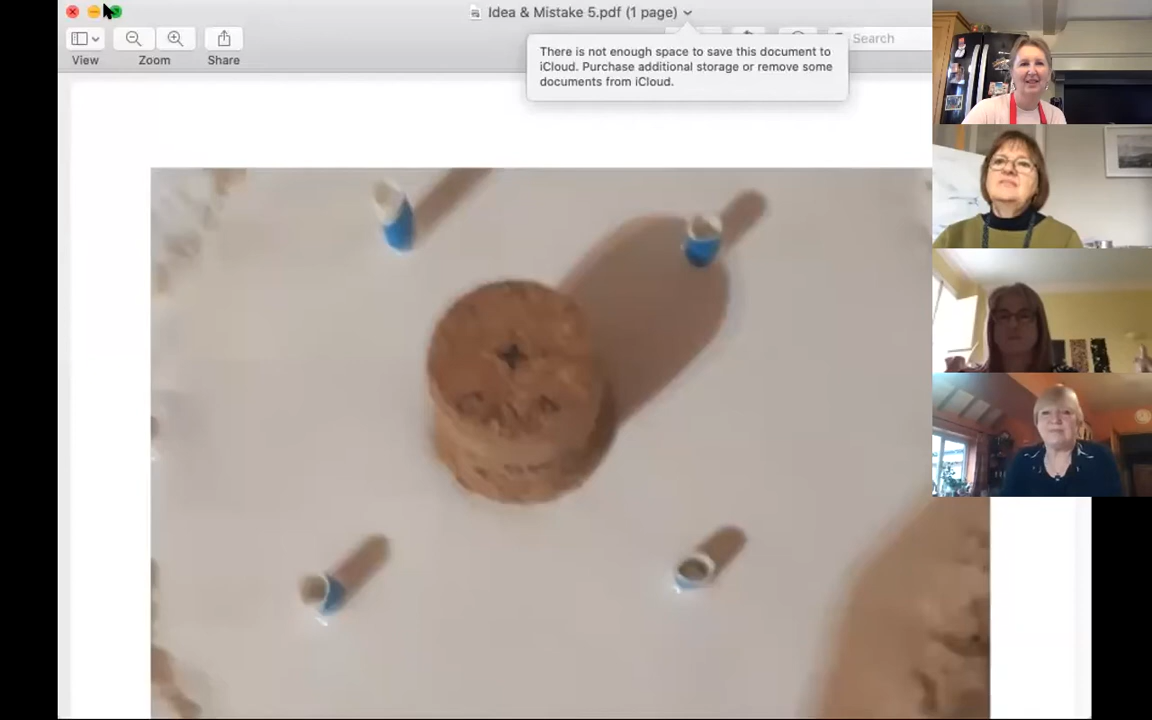 Idea & Mistake 5.pdf (1 page)
View
Zoom
Share
Search
There is not enough space to save this document to
iCloud. Purchase additional storage or remove some
documents from iCloud.